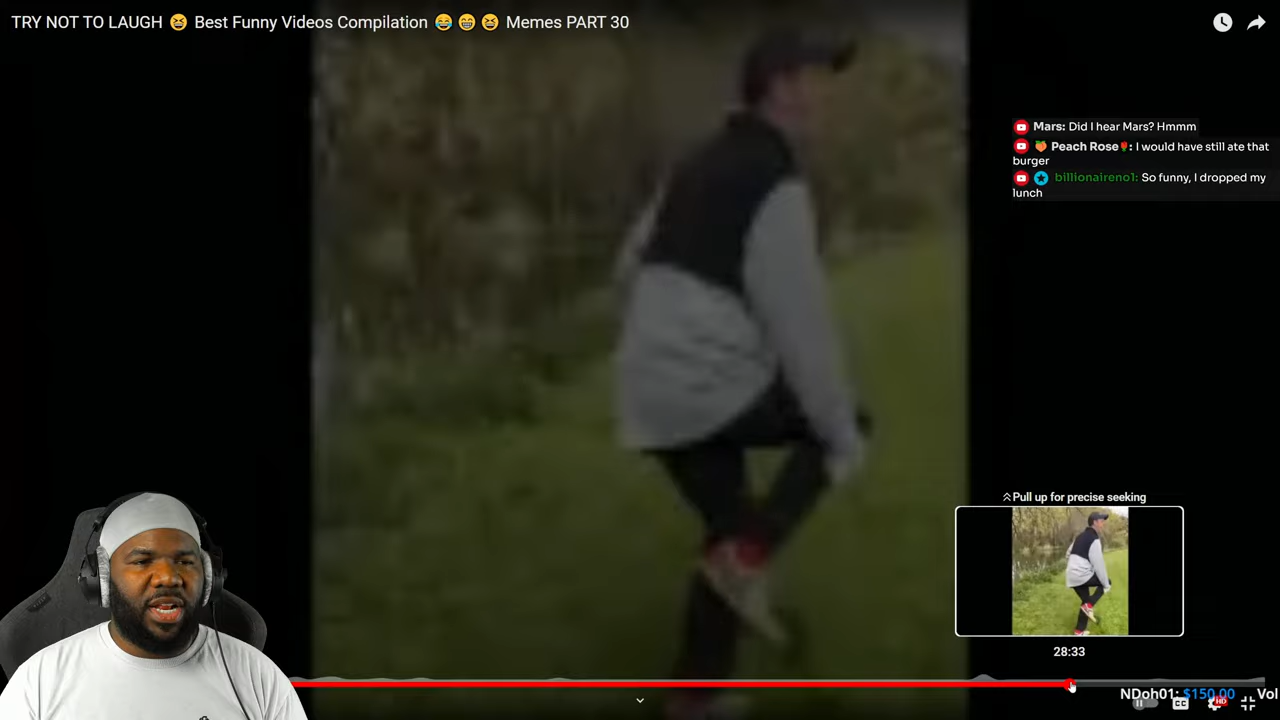 TRY NOT TO LAUGH 😆 Best Funny Videos Compilation 😂😁😆 Memes PART 30
Mars: Did I hear Mars? Hmmm
🍑 Peach Rose🌹: I would have still ate that
burger
billionaireno1: So funny, I dropped my
lunch
Pull up for precise seeking
28:33
NDoh01: $150.00 Vol
CC HD